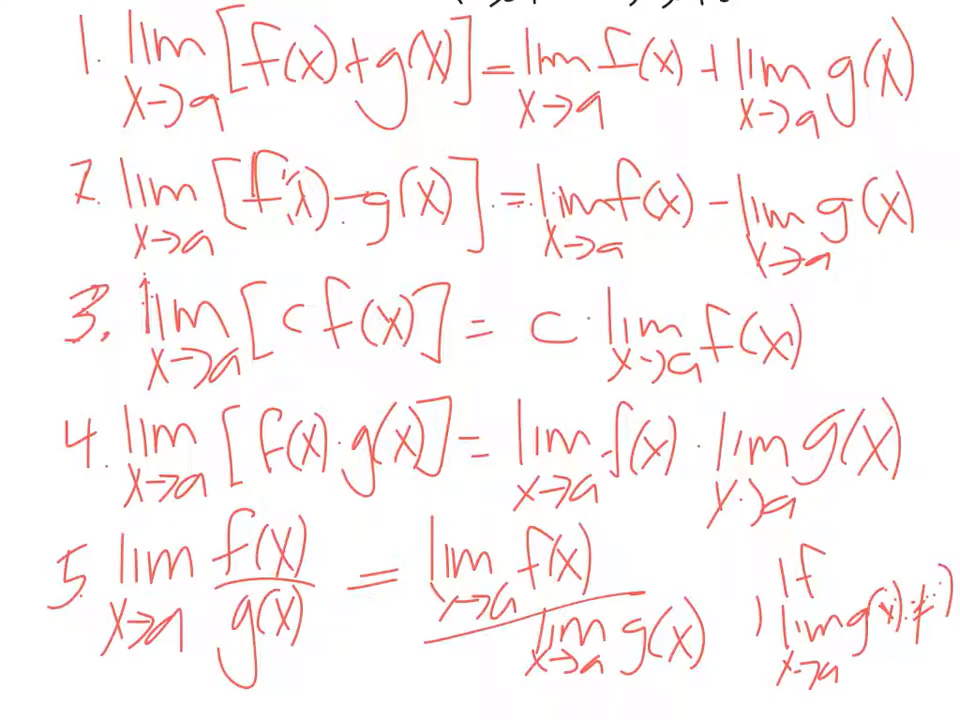 1. lim x→a [f(x)+g(x)] = lim x→a f(x) + lim x→a g(x)
2. lim x→a [f(x)-g(x)] = lim x→a f(x) - lim x→a g(x)
3. lim x→a [c f(x)] = c · lim x→a f(x)
4. lim x→a [f(x)·g(x)] = lim x→a f(x) · lim x→a g(x)
5. lim x→a f(x)/g(x) = lim x→a f(x) / lim x→a g(x) , if lim x→a g(x) ≠